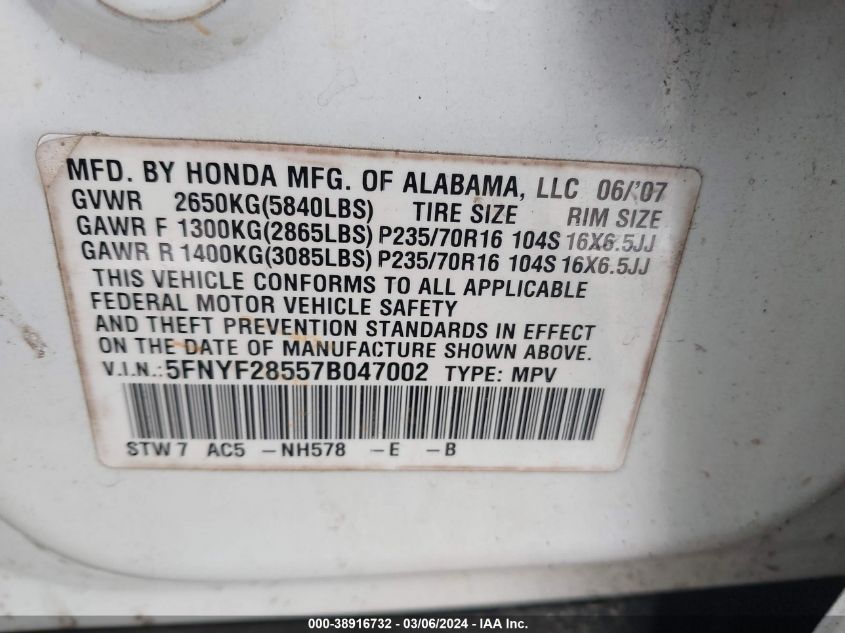 MFD. BY HONDA MFG. OF ALABAMA, LLC 06/'07
GVWR 2650KG(5840LBS) TIRE SIZE RIM SIZE
GAWR F 1300KG(2865LBS) P235/70R16 104S 16X6.5JJ
GAWR R 1400KG(3085LBS) P235/70R16 104S 16X6.5JJ
THIS VEHICLE CONFORMS TO ALL APPLICABLE
FEDERAL MOTOR VEHICLE SAFETY
AND THEFT PREVENTION STANDARDS IN EFFECT
ON THE DATE OF MANUFACTURE SHOWN ABOVE.
V.I.N.:5FNYF28557B047002 TYPE: MPV
STW7 AC5 -NH578 -E -B
000-38916732 - 03/06/2024 - IAA Inc.